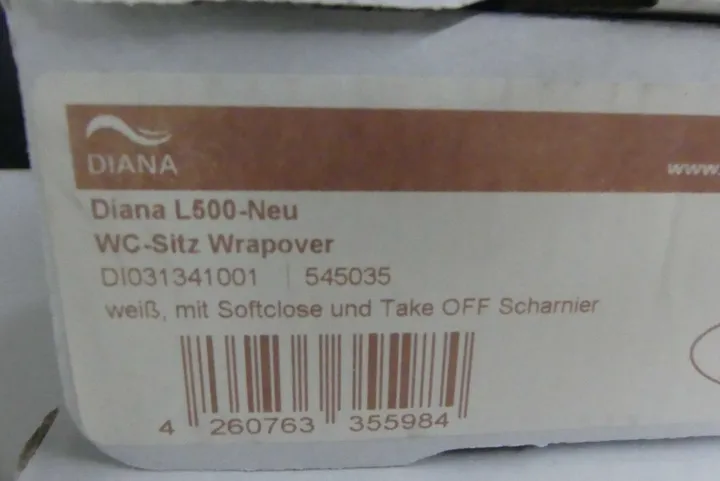 DIANA
www.
Diana L500-Neu
WC-Sitz Wrapover
DI031341001 | 545035
weiß, mit Softclose und Take OFF Scharnier
4 260763 355984